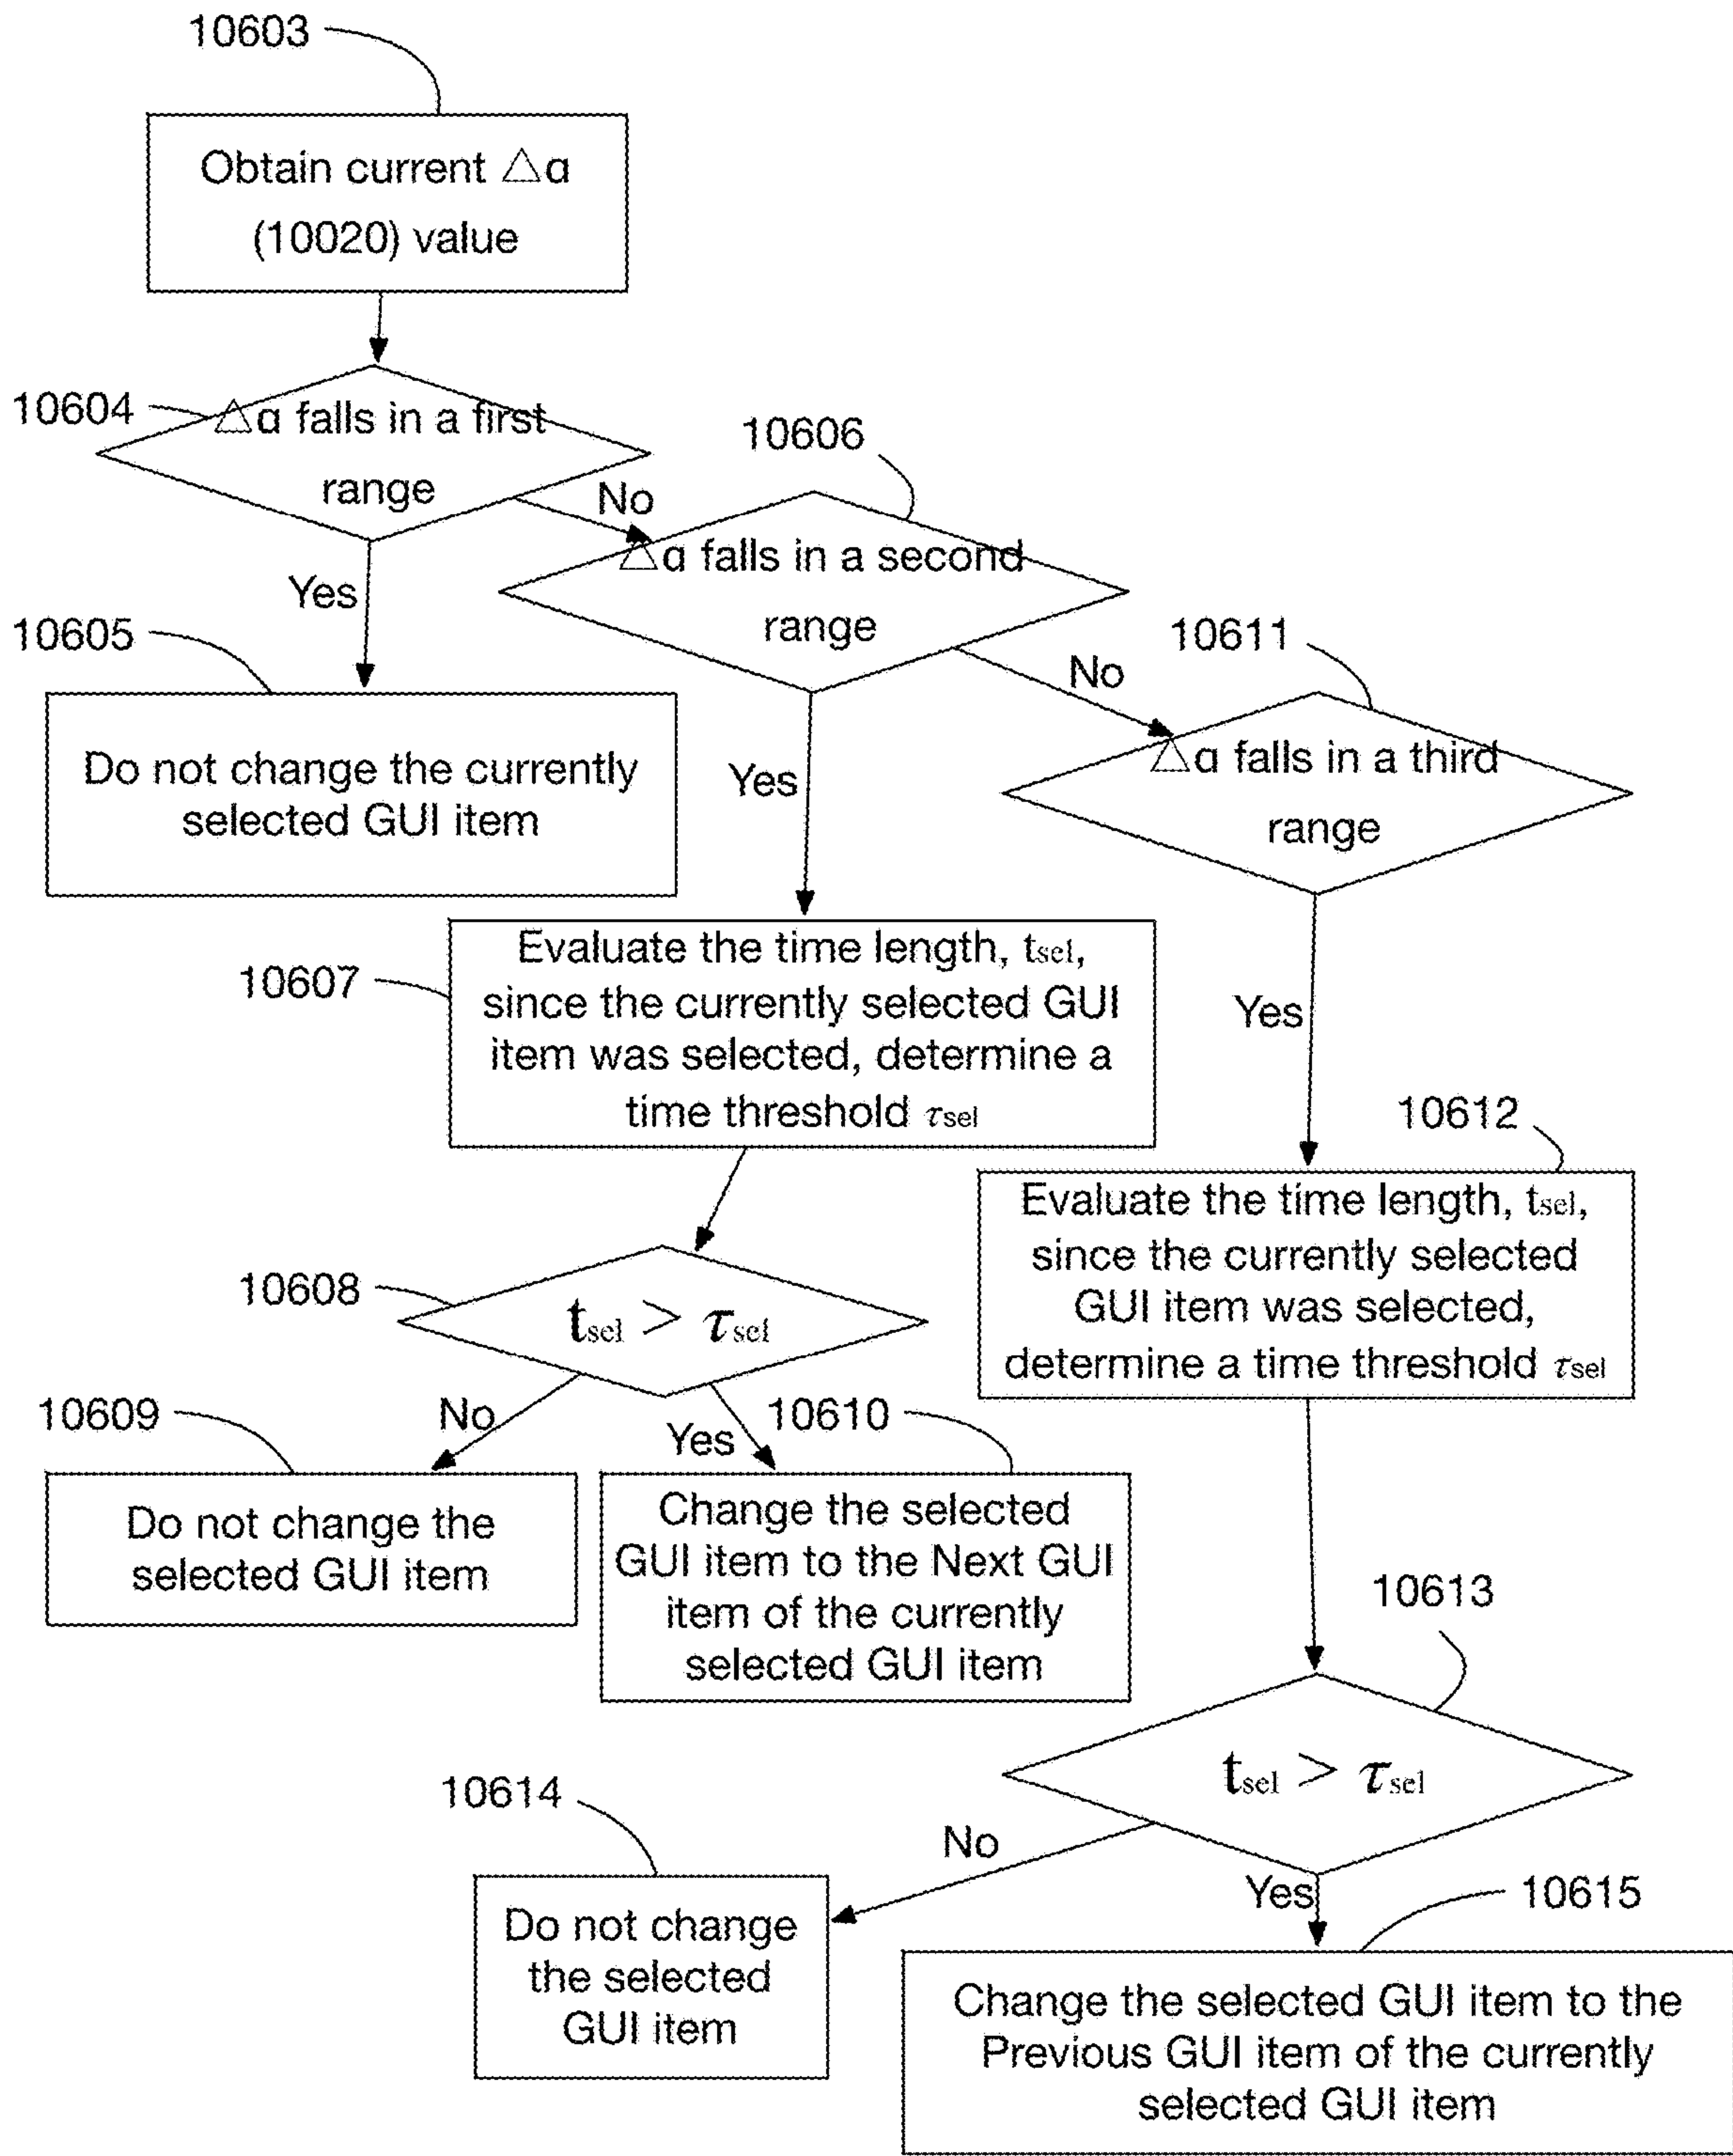 10603
Obtain current △α
(10020) value
10604
△α falls in a first
range
No
Yes
10606
△α falls in a second
range
No
Yes
10605
Do not change the currently
selected GUI item
10611
△α falls in a third
range
Yes
10607
Evaluate the time length, tsel,
since the currently selected GUI
item was selected, determine a
time threshold τsel
10612
Evaluate the time length, tsel,
since the currently selected
GUI item was selected,
determine a time threshold τsel
10608
tsel > τsel
No
Yes
10609
Do not change the
selected GUI item
10610
Change the selected
GUI item to the Next GUI
item of the currently
selected GUI item
10613
tsel > τsel
No
Yes
10614
Do not change
the selected
GUI item
10615
Change the selected GUI item to the
Previous GUI item of the currently
selected GUI item